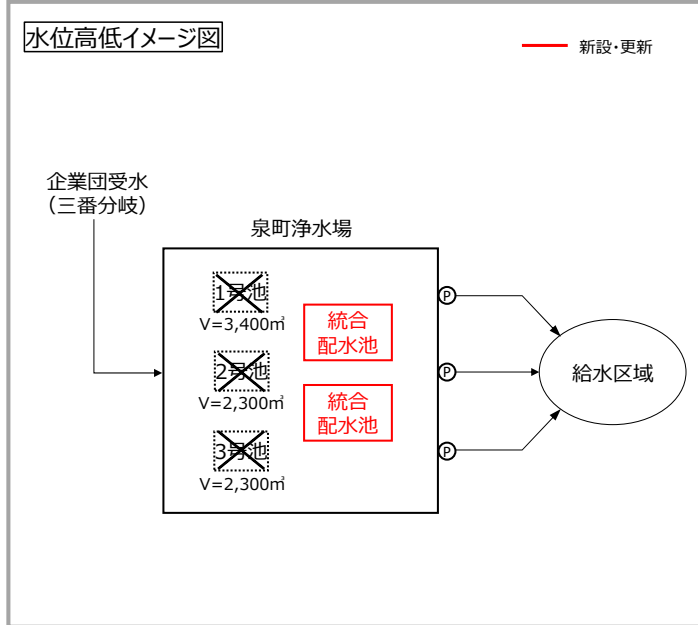 水位高低イメージ図
新設・更新
企業団受水
（三番分岐）
泉町浄水場
1号池
V=3,400㎥
統合
配水池
2号池
V=2,300㎥
統合
配水池
3号池
V=2,300㎥
P
P
P
給水区域